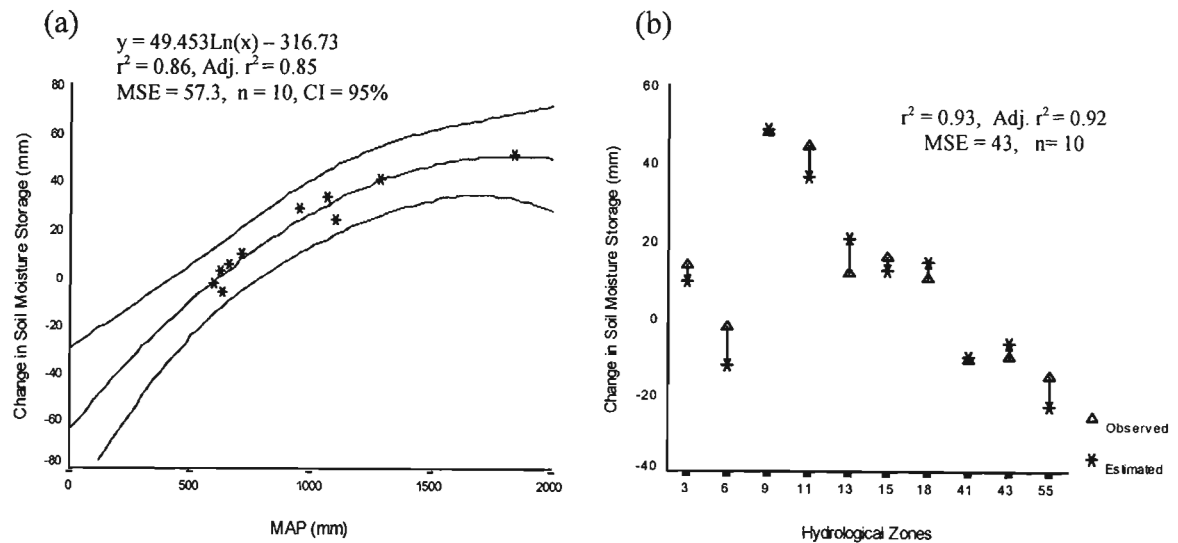 (a)
y = 49.453Ln(x) – 316.73
r² = 0.86, Adj. r² = 0.85
MSE = 57.3, n = 10, CI = 95%
80
60
40
20
0
-20
-40
-60
-80
Change in Soil Moisture Storage (mm)
0 500 1000 1500 2000
MAP (mm)
(b)
r² = 0.93, Adj. r² = 0.92
MSE = 43, n= 10
60
40
20
0
-20
-40
Change in Soil Moisture Storage (mm)
Observed
Estimated
3 6 9 11 13 15 18 41 43 55
Hydrological Zones